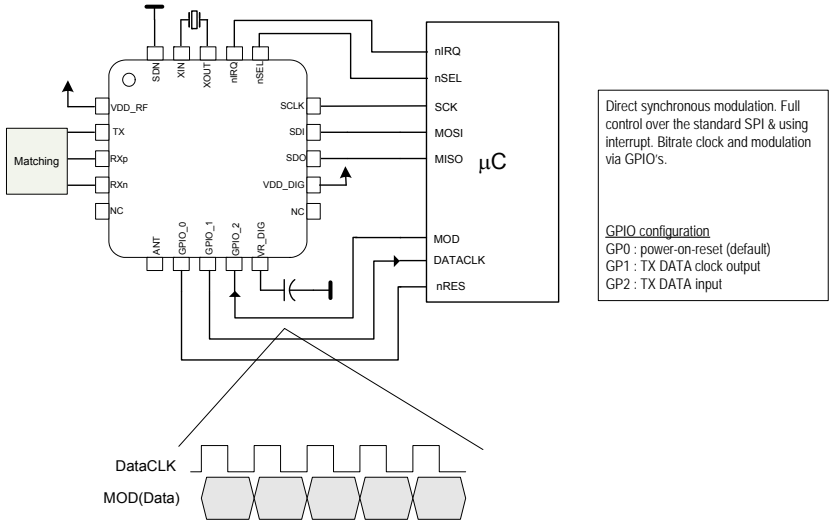 SDN
XIN
XOUT
nIRQ
nSEL
VDD_RF
TX
RXp
RXn
NC
Matching
SCLK
SDI
SDO
VDD_DIG
NC
ANT
GPIO_0
GPIO_1
GPIO_2
VR_DIG
nIRQ
nSEL
SCK
MOSI
MISO
μC
MOD
DATACLK
nRES
Direct synchronous modulation. Full
control over the standard SPI & using
interrupt. Bitrate clock and modulation
via GPIO's.
GPIO configuration
GP0 : power-on-reset (default)
GP1 : TX DATA clock output
GP2 : TX DATA input
DataCLK
MOD(Data)